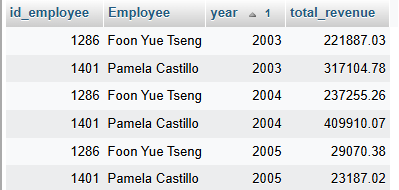 id_employee Employee year 1 total_revenue
1286 Foon Yue Tseng 2003 221887.03
1401 Pamela Castillo 2003 317104.78
1286 Foon Yue Tseng 2004 237255.26
1401 Pamela Castillo 2004 409910.07
1286 Foon Yue Tseng 2005 29070.38
1401 Pamela Castillo 2005 23187.02